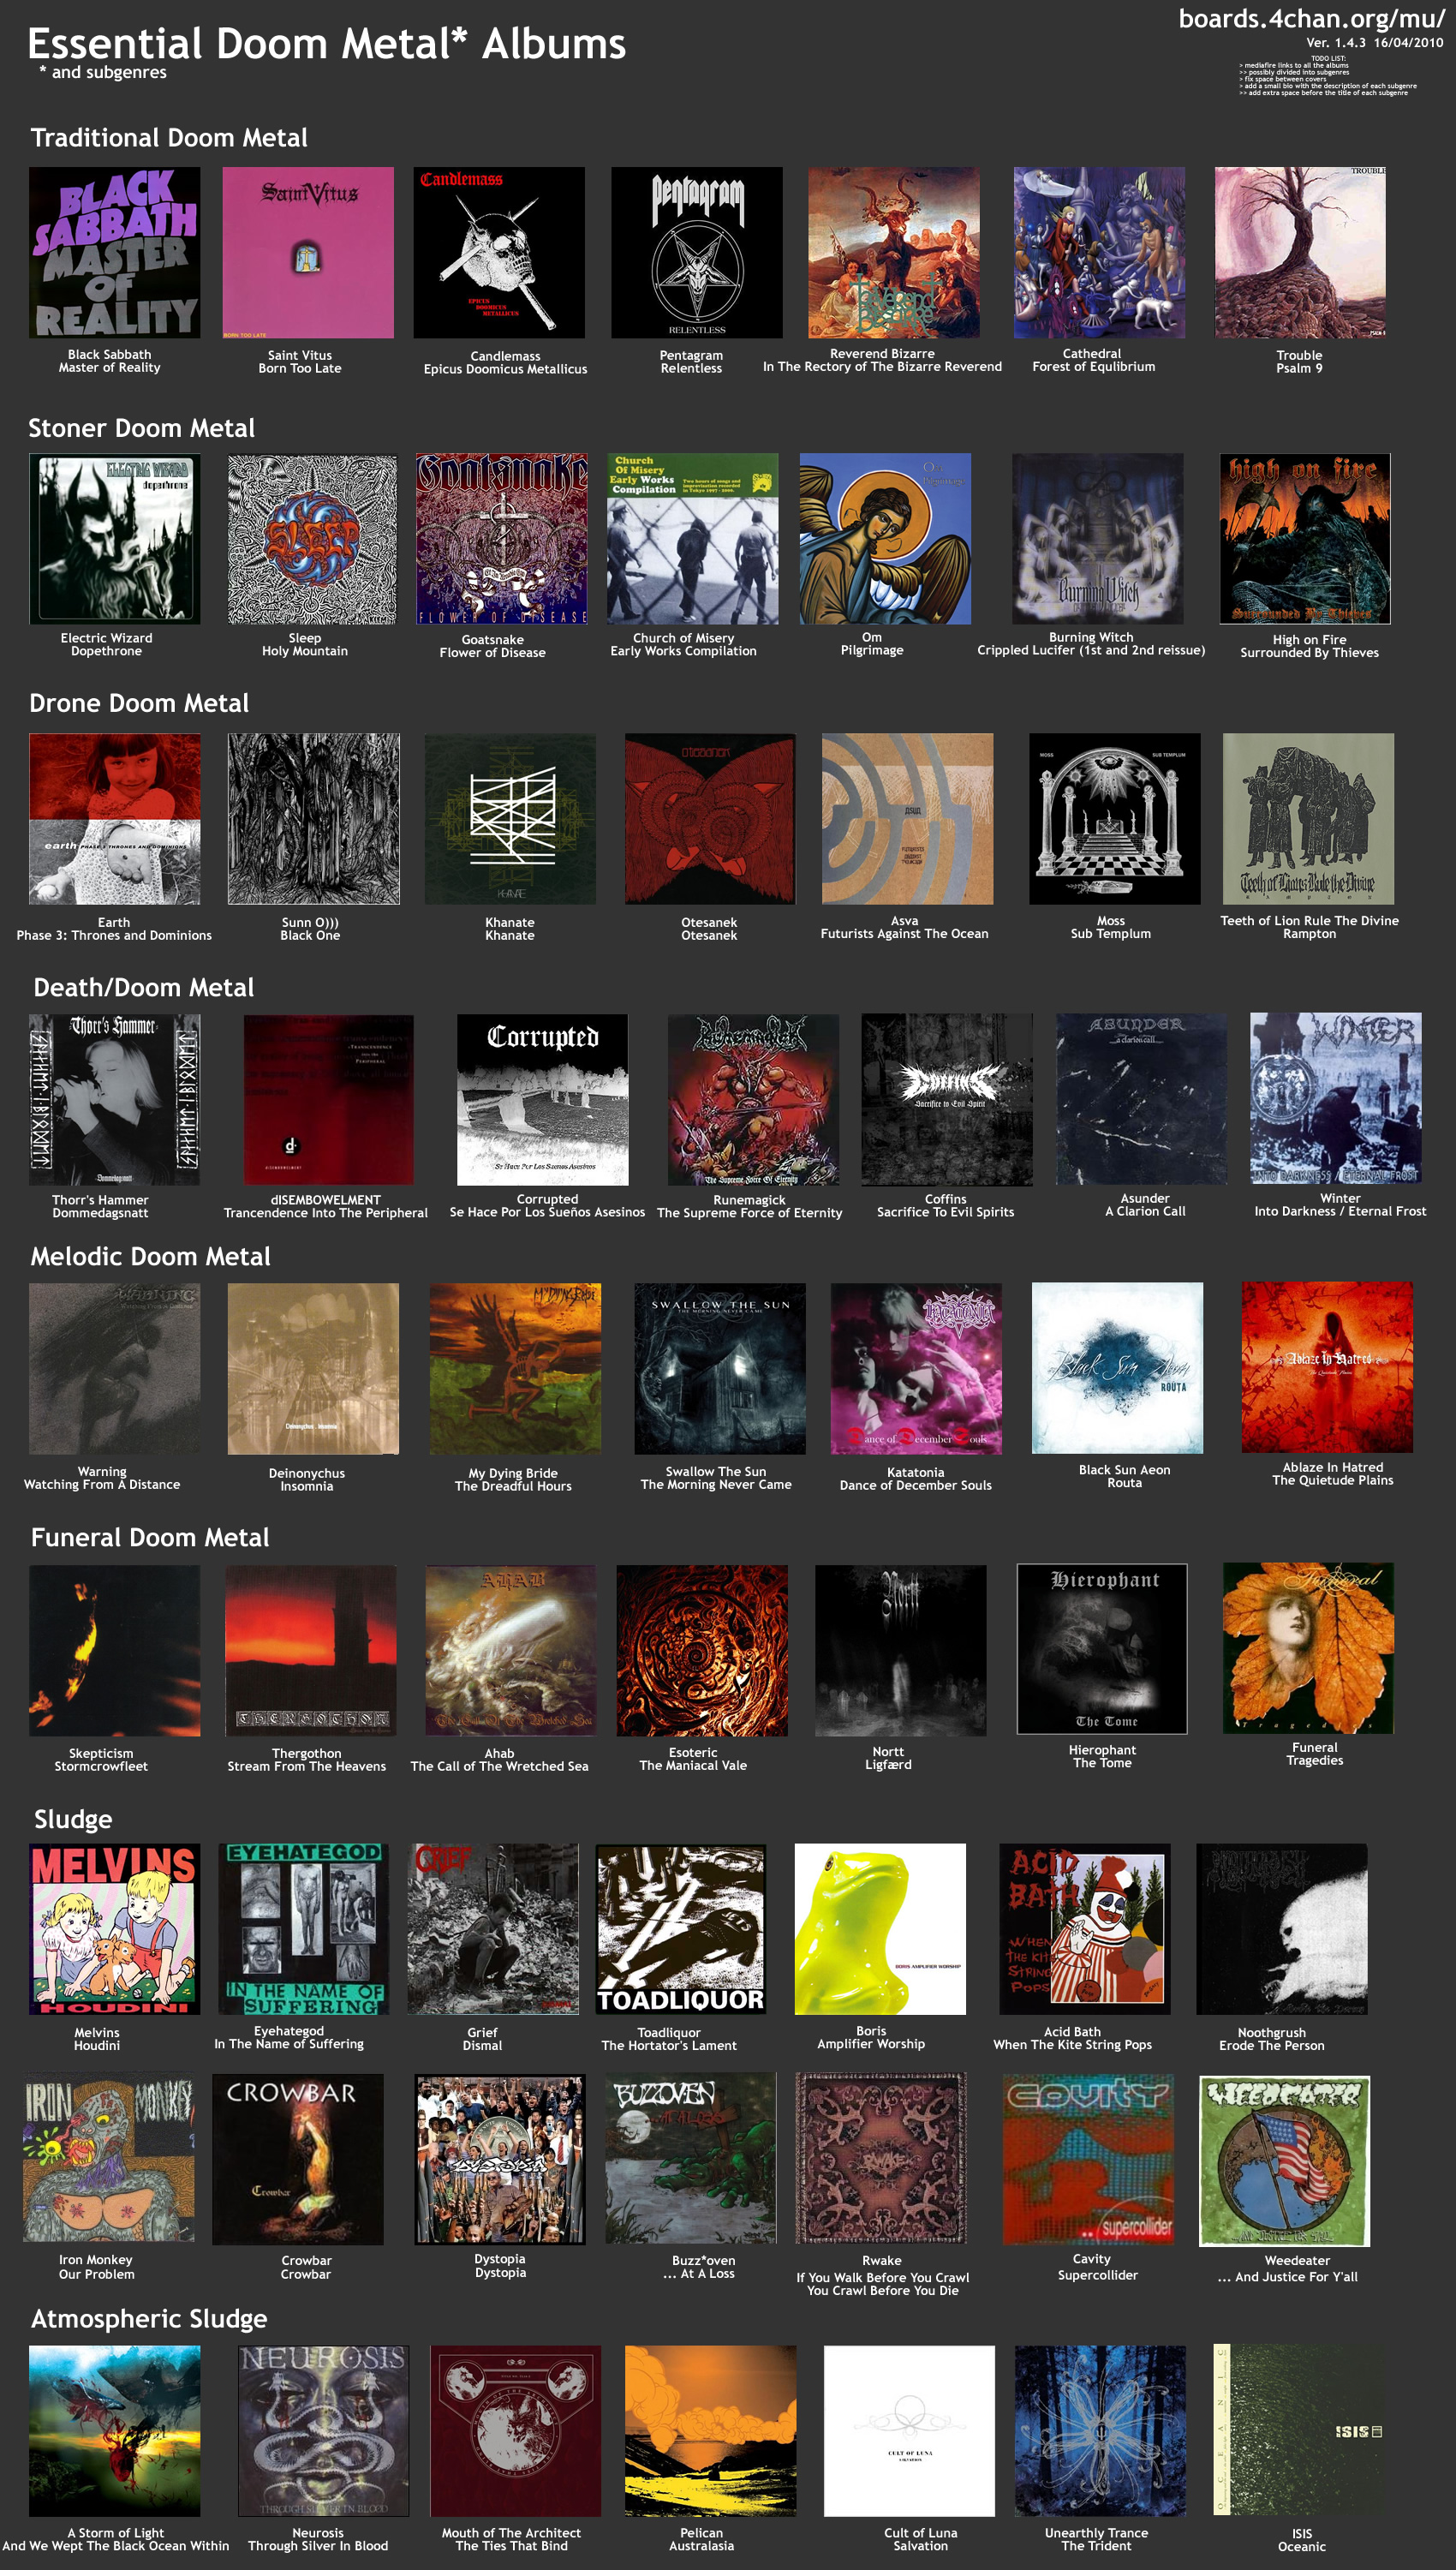 Essential Doom Metal* Albums
* and subgenres
boards.4chan.org/mu/
Ver. 1.4.3 16/04/2010
TODO LIST:
> mediafire links to all the albums
>> possibly divided into subgenres
> fix space between covers
> add a small bio with the description of each subgenre
>> add extra space before the title of each subgenre
Traditional Doom Metal
BLACK SABBATH MASTER OF REALITY
Saint Vitus
BORN TOO LATE
Candlemass
EPICUS DOOMICUS METALLICUS
Pentagram
RELENTLESS
Reverend Bizarre
TROUBLE
PSALM 9
Black Sabbath
Master of Reality
Saint Vitus
Born Too Late
Candlemass
Epicus Doomicus Metallicus
Pentagram
Relentless
Reverend Bizarre
In The Rectory of The Bizarre Reverend
Cathedral
Forest of Equlibrium
Trouble
Psalm 9
Stoner Doom Metal
ELECTRIC WIZARD
dopethrone
SLEEP
Goatsnake
FLOWER OF DISEASE
Church
Of Misery
Early Works
Compilation
Two hours of songs and
improvisation recorded
in Tokyo 1997 - 2000.
Om
Pilgrimage
Burning Witch
high on fire
Surrounded By Thieves
Electric Wizard
Dopethrone
Sleep
Holy Mountain
Goatsnake
Flower of Disease
Church of Misery
Early Works Compilation
Om
Pilgrimage
Burning Witch
Crippled Lucifer (1st and 2nd reissue)
High on Fire
Surrounded By Thieves
Drone Doom Metal
earth PHASE 3 THRONES AND DOMINIONS
KHANATE
OTESANEK
ASVA
FUTURISTS AGAINST THE OCEAN
MOSS
SUB TEMPLUM
Teeth of Lions Rule the Divine
RAMPTON
Earth
Phase 3: Thrones and Dominions
Sunn O)))
Black One
Khanate
Khanate
Otesanek
Otesanek
Asva
Futurists Against The Ocean
Moss
Sub Templum
Teeth of Lion Rule The Divine
Rampton
Death/Doom Metal
Thorr's Hammer
Dommedagsnatt
TRANSCENDENCE INTO THE PERIPHERAL
d.
DISEMBOWELMENT
Corrupted
Se Hace Por Los Suenos Asesinos
Runemagick
The Supreme Force Of Eternity
COFFINS
Sacrifice to Evil Spirit
ASUNDER
a clarion call
WINTER
INTO DARKNESS / ETERNAL FROST
Thorr's Hammer
Dommedagsnatt
dISEMBOWELMENT
Trancendence Into The Peripheral
Corrupted
Se Hace Por Los Sueños Asesinos
Runemagick
The Supreme Force of Eternity
Coffins
Sacrifice To Evil Spirits
Asunder
A Clarion Call
Winter
Into Darkness / Eternal Frost
Melodic Doom Metal
WARNING
Watching From A Distance
Deinonychus Insomnia
MY DYING BRIDE
SWALLOW THE SUN
THE MORNING NEVER CAME
KATATONIA
Dance of December Souls
Black Sun Aeon
ROUTA
Ablaze In Hatred
The Quietude Plains
Warning
Watching From A Distance
Deinonychus
Insomnia
My Dying Bride
The Dreadful Hours
Swallow The Sun
The Morning Never Came
Katatonia
Dance of December Souls
Black Sun Aeon
Routa
Ablaze In Hatred
The Quietude Plains
Funeral Doom Metal
THERGOTHON
AHAB
The Call Of The Wretched Sea
Nortt
Hierophant
The Tome
Funeral
Tragedies
Skepticism
Stormcrowfleet
Thergothon
Stream From The Heavens
Ahab
The Call of The Wretched Sea
Esoteric
The Maniacal Vale
Nortt
Ligfærd
Hierophant
The Tome
Funeral
Tragedies
Sludge
MELVINS
HOUDINI
EYEHATEGOD
IN THE NAME OF SUFFERING
GRIEF
DISMAL
TOADLIQUOR
BORIS AMPLIFIER WORSHIP
ACID BATH
WHEN THE KITE STRING POPS
Melvins
Houdini
Eyehategod
In The Name of Suffering
Grief
Dismal
Toadliquor
The Hortator's Lament
Boris
Amplifier Worship
Acid Bath
When The Kite String Pops
Noothgrush
Erode The Person
IRON MONKEY
CROWBAR
Crowbar
DYSTOPIA
BUZZOVEN
RWAKE
CAVITY
supercollider
WEEDEATER
Iron Monkey
Our Problem
Crowbar
Crowbar
Dystopia
Dystopia
Buzz*oven
... At A Loss
Rwake
If You Walk Before You Crawl
You Crawl Before You Die
Cavity
Supercollider
Weedeater
... And Justice For Y'all
Atmospheric Sludge
NEUROSIS
THROUGH SILVER IN BLOOD
CULT OF LUNA
SALVATION
OCEANIC
ISIS
A Storm of Light
And We Wept The Black Ocean Within
Neurosis
Through Silver In Blood
Mouth of The Architect
The Ties That Bind
Pelican
Australasia
Cult of Luna
Salvation
Unearthly Trance
The Trident
ISIS
Oceanic